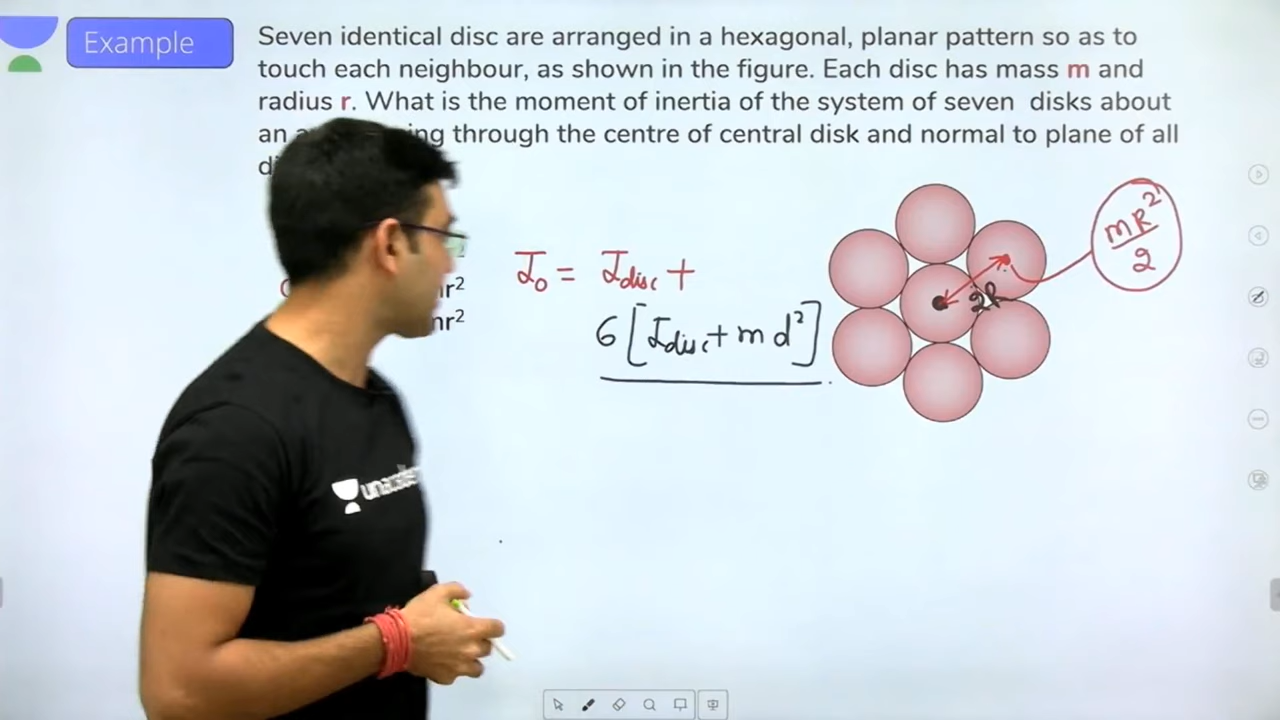 Example
Seven identical disc are arranged in a hexagonal, planar pattern so as to
touch each neighbour, as shown in the figure. Each disc has mass m and
radius r. What is the moment of inertia of the system of seven disks about
an through the centre of central disk and normal to plane of all
I₀ = I_disc +
6 [I_disc + m d²]
r²
r²
2R
mR²/2
unacademy